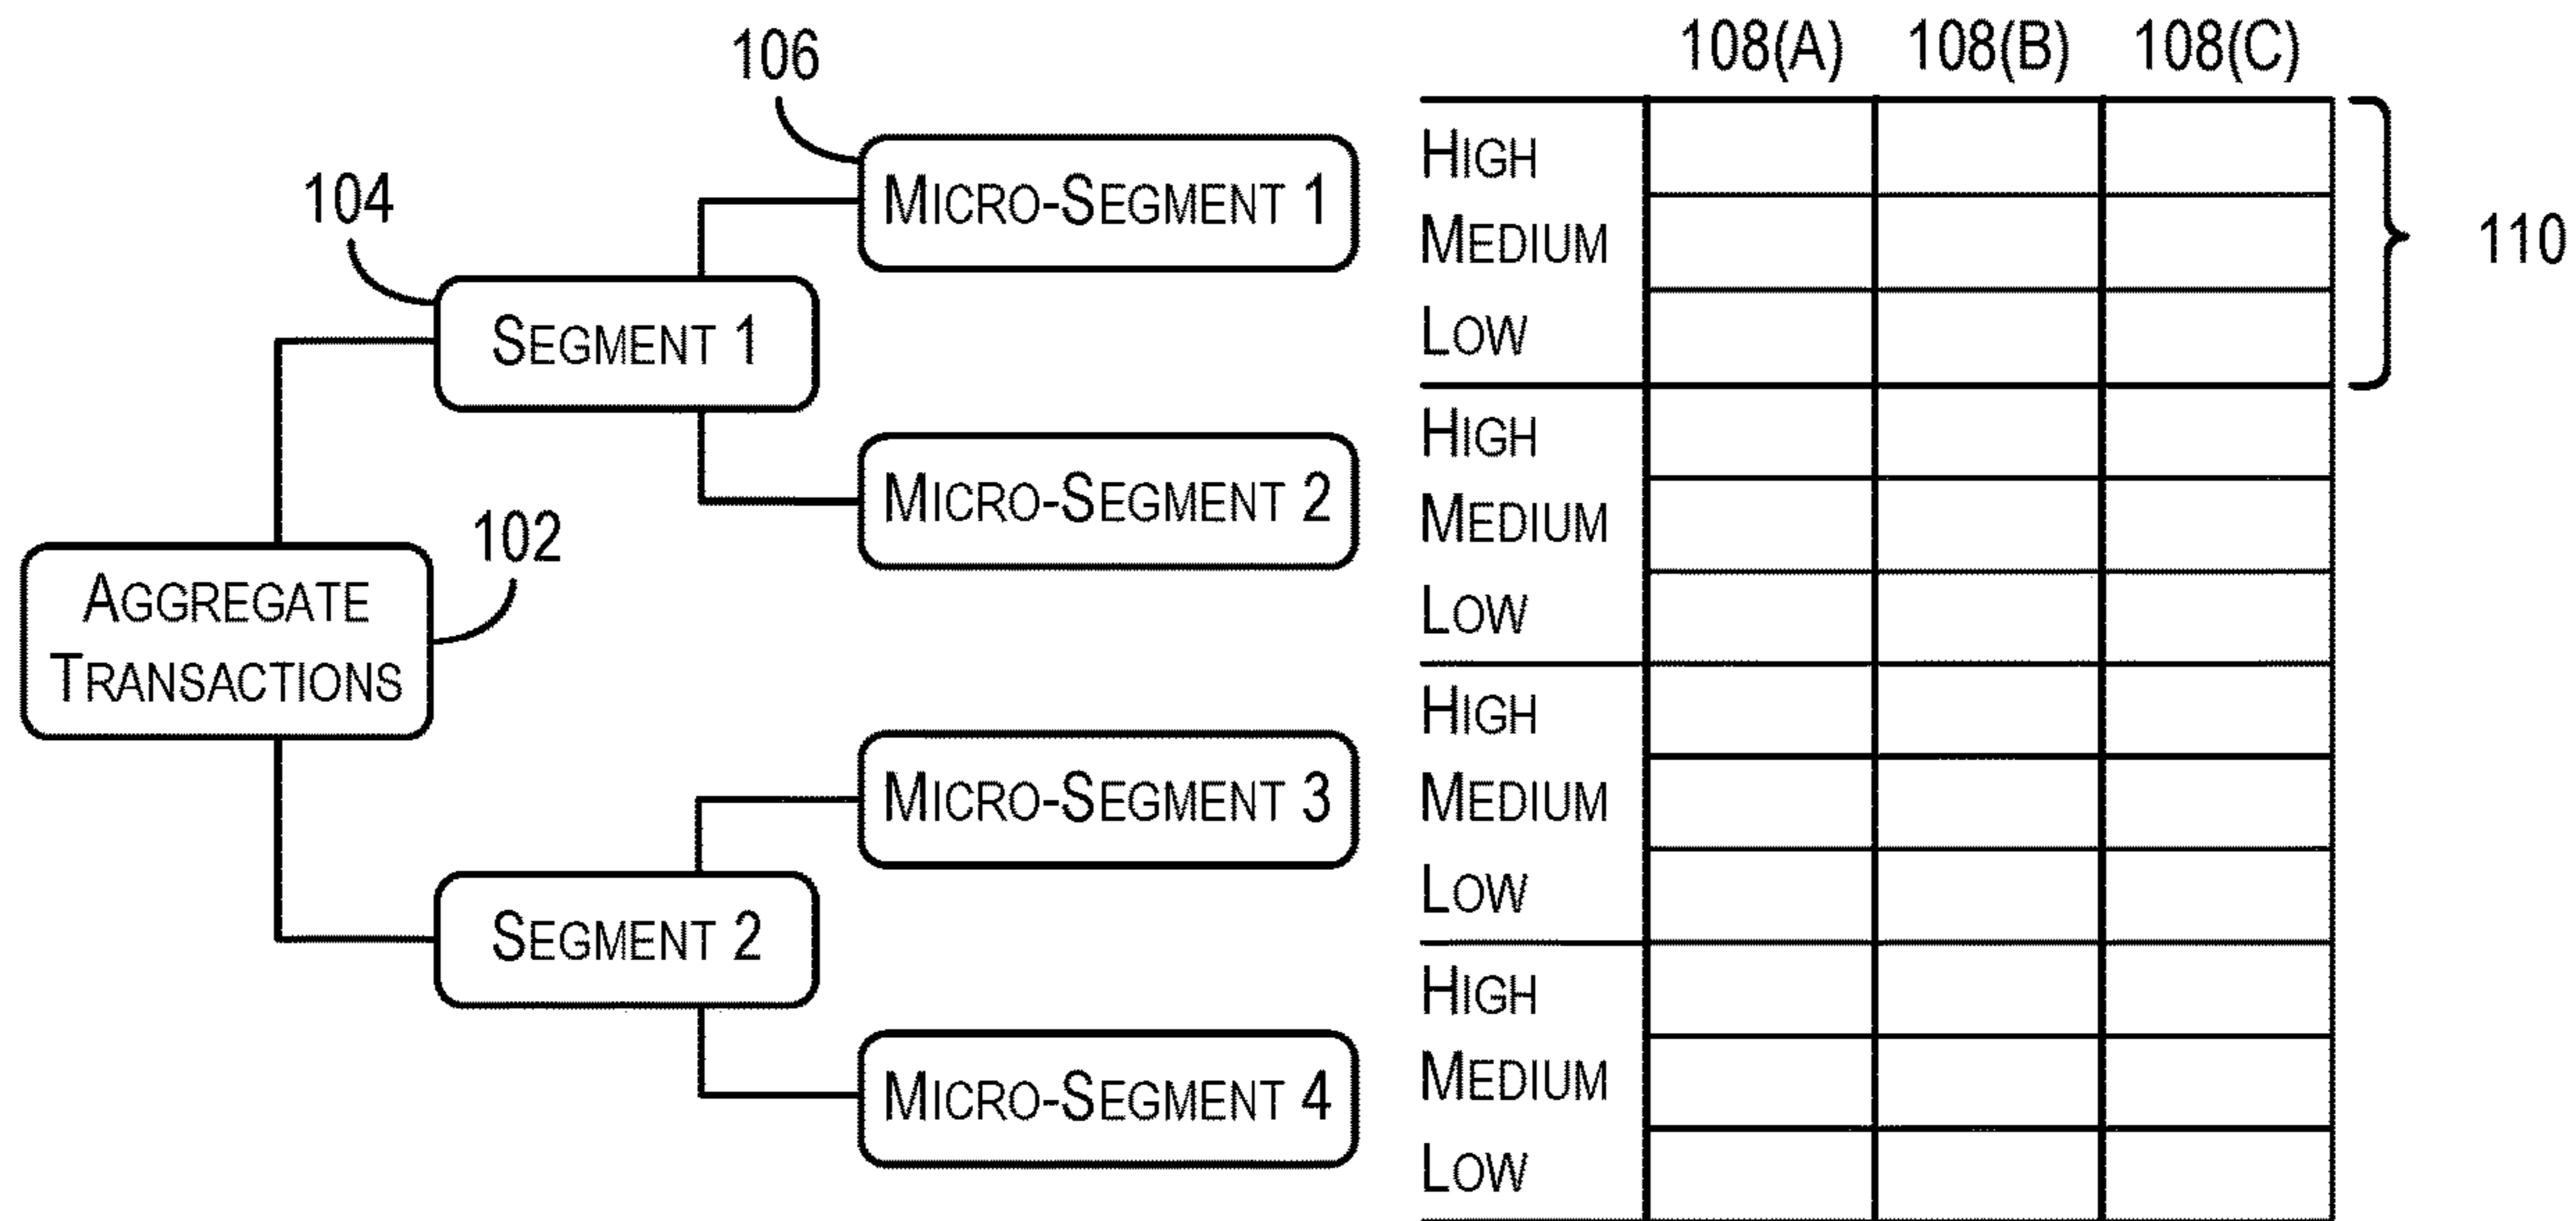 106
104
102
AGGREGATE
TRANSACTIONS
SEGMENT 1
SEGMENT 2
MICRO-SEGMENT 1
MICRO-SEGMENT 2
MICRO-SEGMENT 3
MICRO-SEGMENT 4
108(A) 108(B) 108(C)
HIGH
MEDIUM
LOW
HIGH
MEDIUM
LOW
HIGH
MEDIUM
LOW
HIGH
MEDIUM
LOW
110